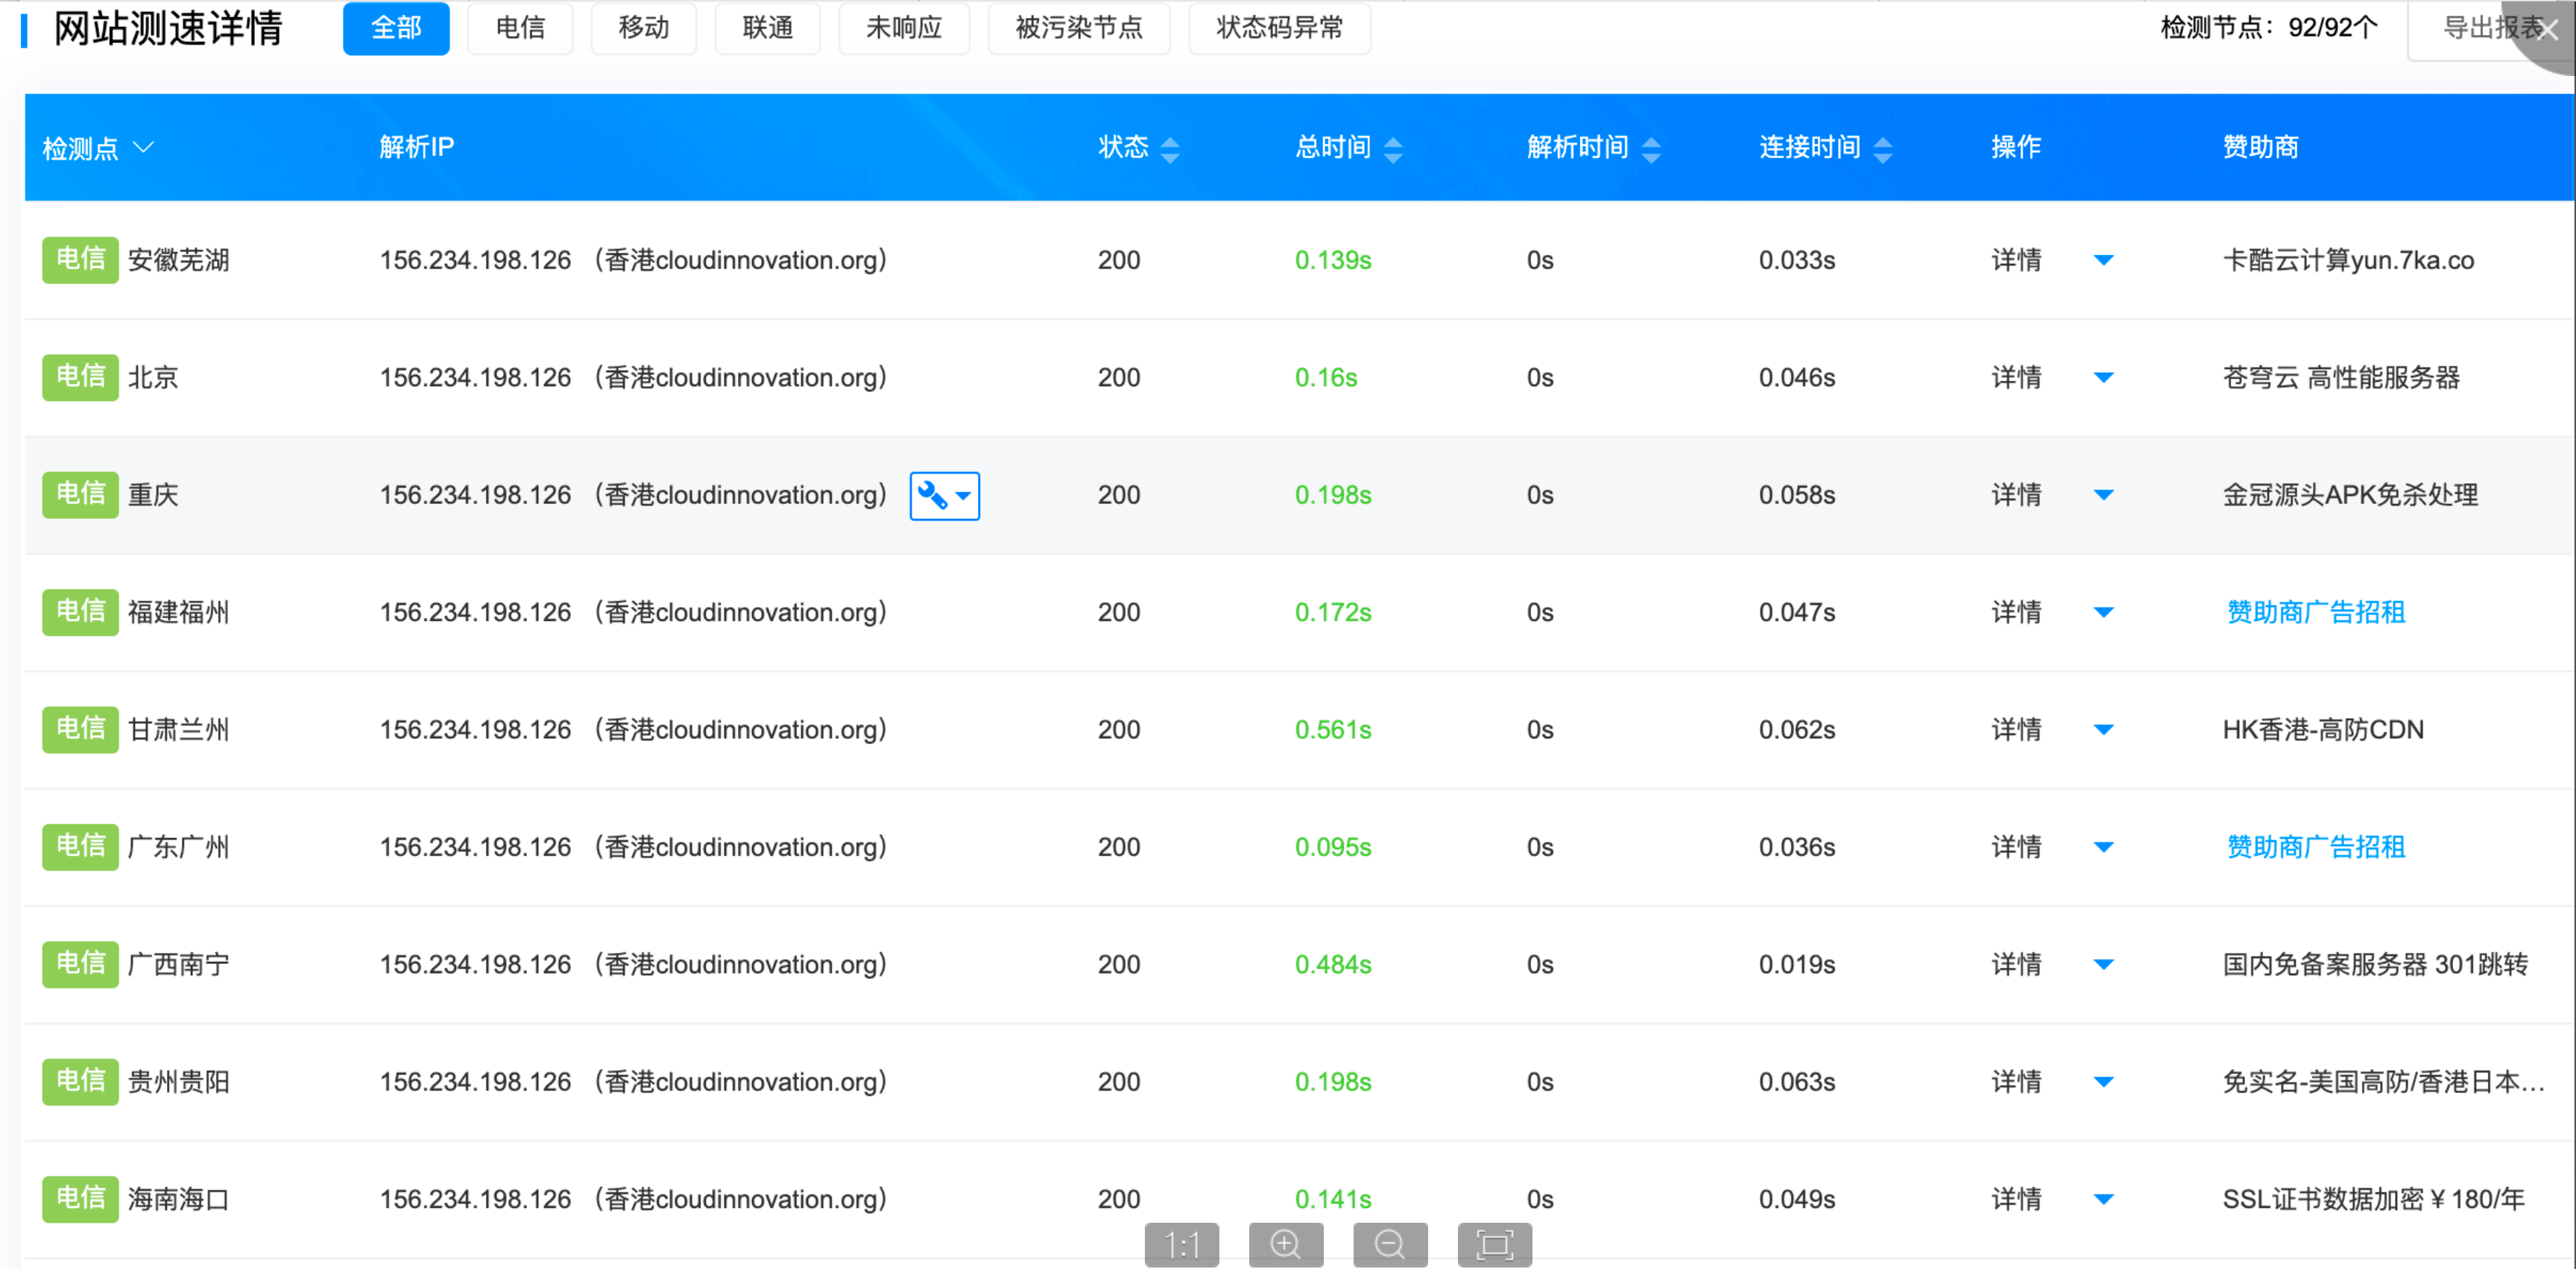 网站测速详情 全部 电信 移动 联通 未响应 被污染节点 状态码异常 检测节点：92/92个 导出报表
检测点 解析IP 状态 总时间 解析时间 连接时间 操作 赞助商
电信 安徽芜湖 156.234.198.126 （香港cloudinnovation.org） 200 0.139s 0s 0.033s 详情 卡酷云计算yun.7ka.co
电信 北京 156.234.198.126 （香港cloudinnovation.org） 200 0.16s 0s 0.046s 详情 苍穹云 高性能服务器
电信 重庆 156.234.198.126 （香港cloudinnovation.org） 200 0.198s 0s 0.058s 详情 金冠源头APK免杀处理
电信 福建福州 156.234.198.126 （香港cloudinnovation.org） 200 0.172s 0s 0.047s 详情 赞助商广告招租
电信 甘肃兰州 156.234.198.126 （香港cloudinnovation.org） 200 0.561s 0s 0.062s 详情 HK香港-高防CDN
电信 广东广州 156.234.198.126 （香港cloudinnovation.org） 200 0.095s 0s 0.036s 详情 赞助商广告招租
电信 广西南宁 156.234.198.126 （香港cloudinnovation.org） 200 0.484s 0s 0.019s 详情 国内免备案服务器 301跳转
电信 贵州贵阳 156.234.198.126 （香港cloudinnovation.org） 200 0.198s 0s 0.063s 详情 免实名-美国高防/香港日本...
电信 海南海口 156.234.198.126 （香港cloudinnovation.org） 200 0.141s 0s 0.049s 详情 SSL证书数据加密￥180/年
1:1